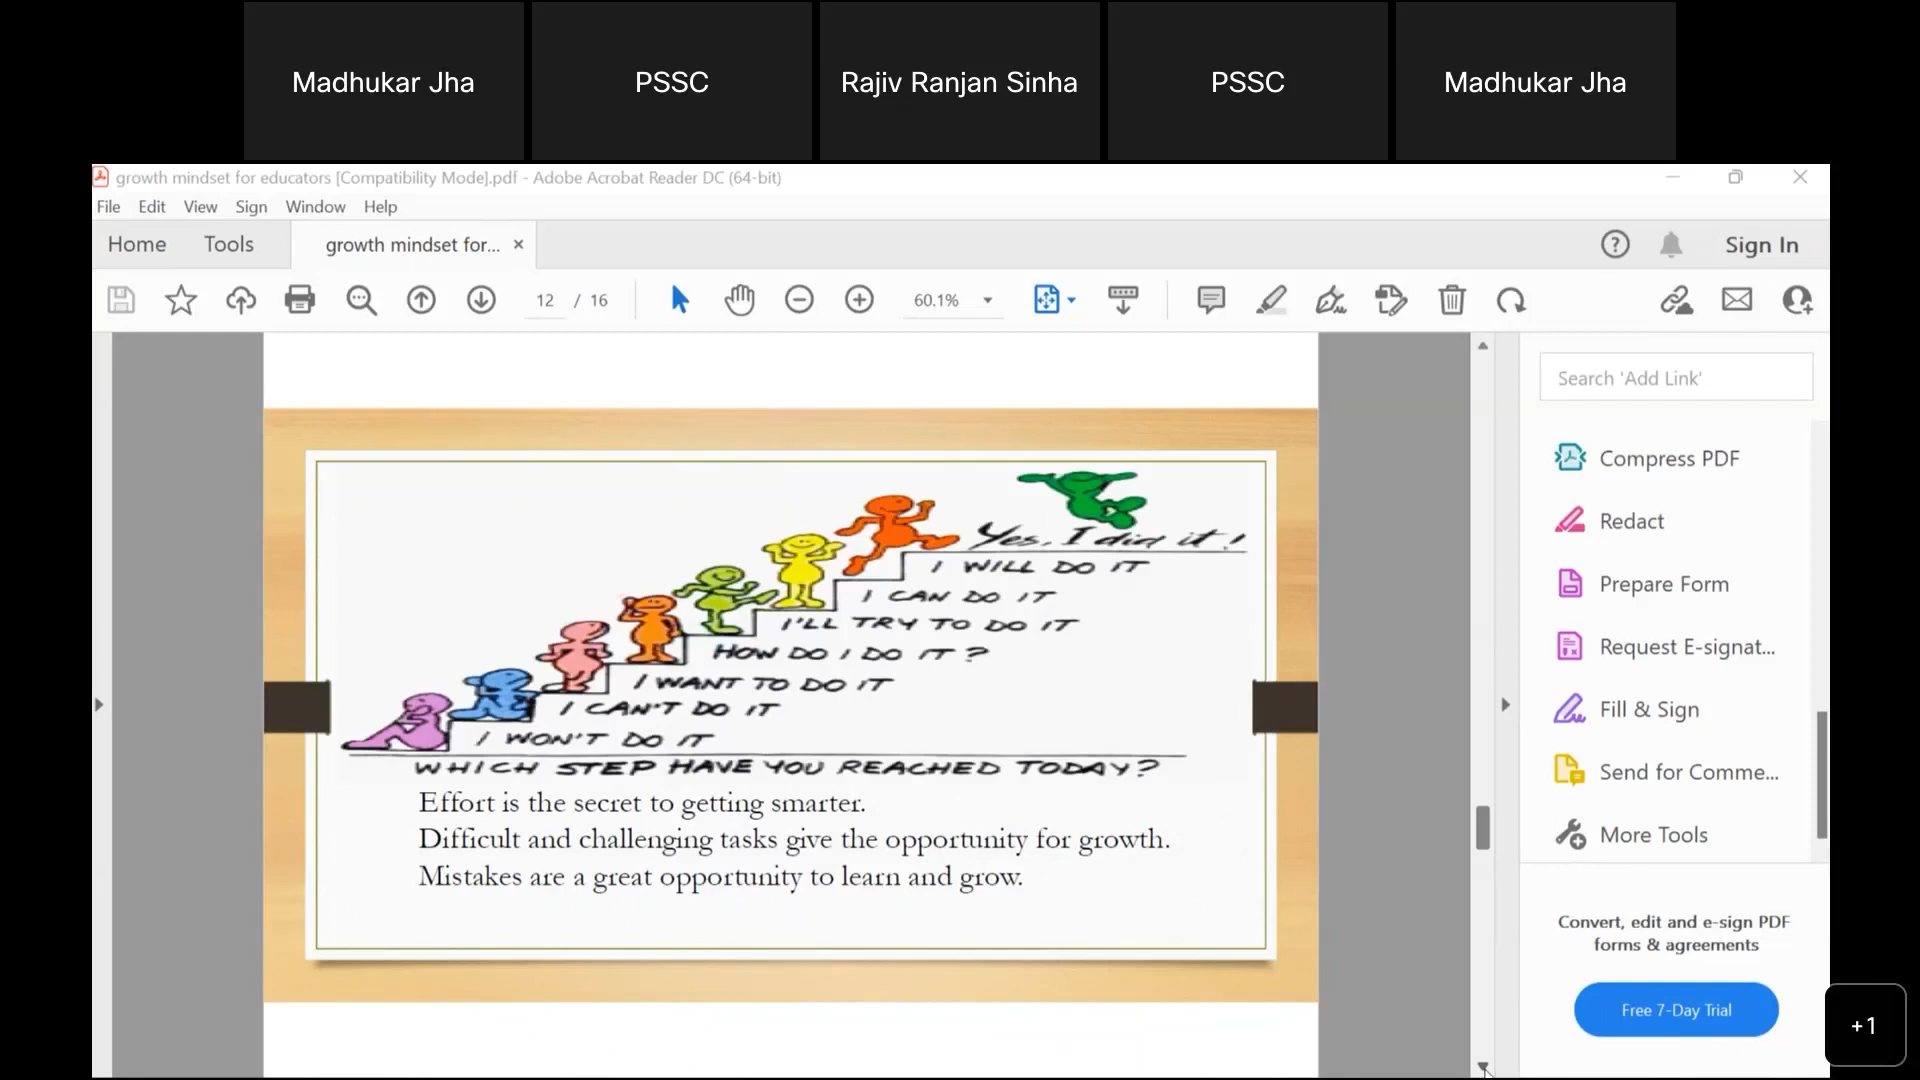 Madhukar Jha PSSC Rajiv Ranjan Sinha PSSC Madhukar Jha
growth mindset for educators [Compatibility Mode].pdf - Adobe Acrobat Reader DC (64-bit)
File Edit View Sign Window Help
Home Tools growth mindset for... × Sign In
12 / 16 60.1%
Search 'Add Link'
Compress PDF
Redact
Prepare Form
Request E-signat...
Fill & Sign
Send for Comme...
More Tools
Convert, edit and e-sign PDF
forms & agreements
Free 7-Day Trial
+1
Yes, I did it!
I WILL DO IT
I CAN DO IT
I'LL TRY TO DO IT
HOW DO I DO IT?
I WANT TO DO IT
I CAN'T DO IT
I WON'T DO IT
WHICH STEP HAVE YOU REACHED TODAY?
Effort is the secret to getting smarter.
Difficult and challenging tasks give the opportunity for growth.
Mistakes are a great opportunity to learn and grow.